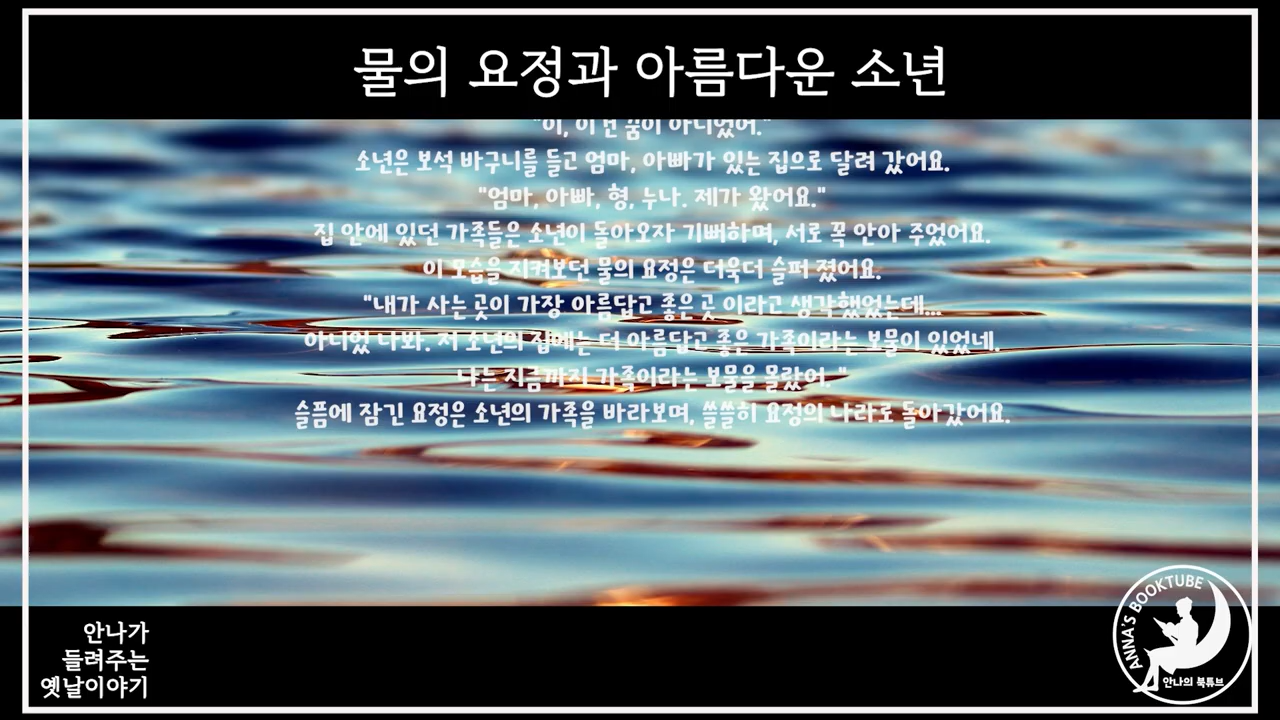 물의 요정과 아름다운 소년
"이, 이건 꿈이 아니었어."
소년은 보석 바구니를 들고 엄마, 아빠가 있는 집으로 달려 갔어요.
"엄마, 아빠, 형, 누나. 제가 왔어요."
집 안에 있던 가족들은 소년이 돌아오자 기뻐하며, 서로 꼭 안아 주었어요.
이 모습을 지켜보던 물의 요정은 더욱더 슬퍼 졌어요.
"내가 사는 곳이 가장 아름답고 좋은 곳 이라고 생각했었는데...
아니었 나봐. 저 소년의 집에는 더 아름답고 좋은 가족이라는 보물이 있었네.
나는 지금까지 가족이라는 보물을 몰랐어. "
슬픔에 잠긴 요정은 소년의 가족을 바라보며, 쓸쓸히 요정의 나라로 돌아갔어요.
안나가
들려주는
옛날이야기
ANNA'S BOOKTUBE
안나의 북튜브